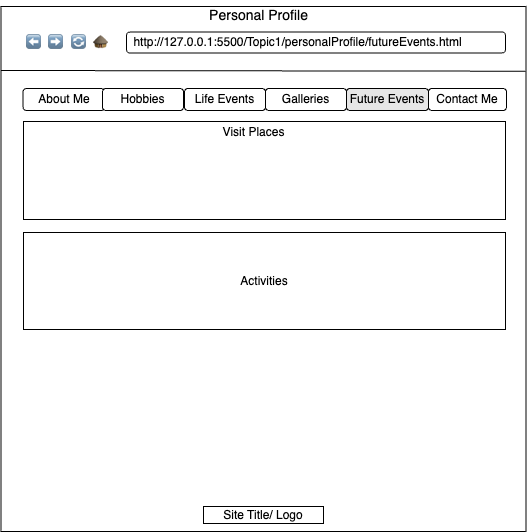 Personal Profile
http://127.0.0.1:5500/Topic1/personalProfile/futureEvents.html
About Me Hobbies Life Events Galleries Future Events Contact Me
Visit Places
Activities
Site Title/ Logo